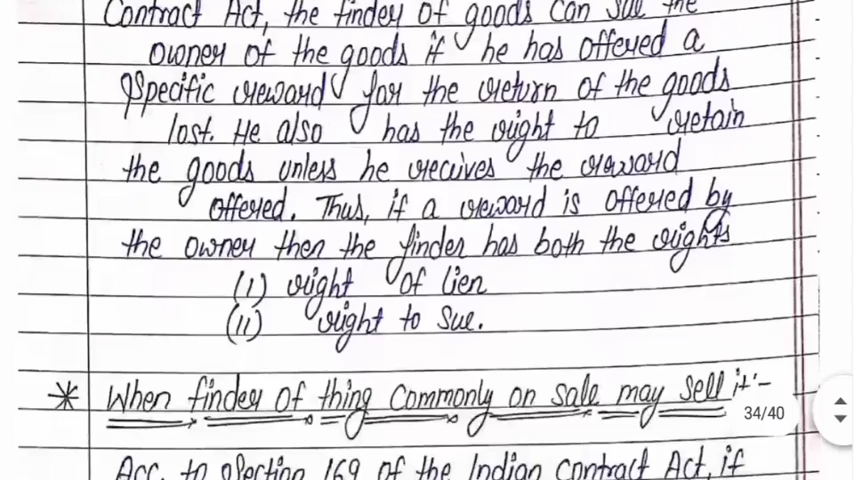 Contract Act, the finder of goods can sue the
owner of the goods if he has offered a
specific reward for the return of the goods
lost. He also has the right to retain
the goods unless he recives the reward
offered. Thus, if a reward is offered by
the owner then the finder has both the rights
(i) right of lien
(ii) right to sue.
* When finder of thing commonly on sale may sell it:-
34/40
Acc. to Section 169 of the Indian Contract Act, if